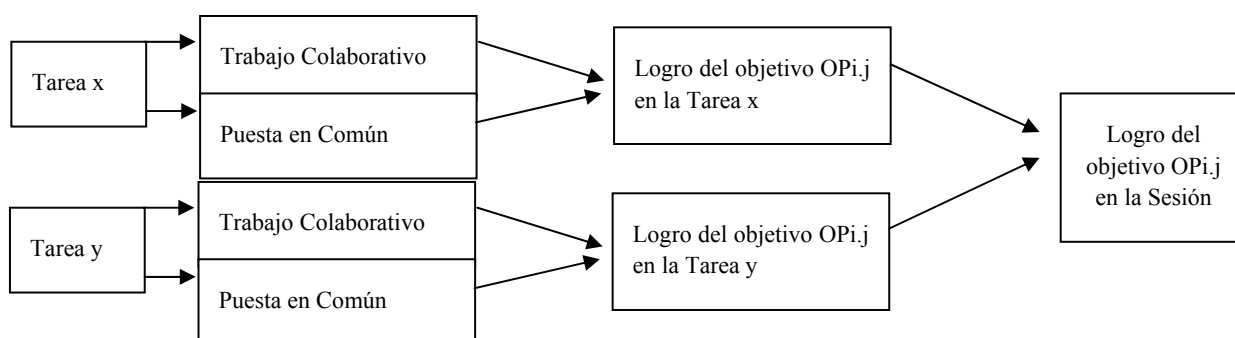 Tarea x
Trabajo Colaborativo
Puesta en Común
Logro del objetivo OPi.j
en la Tarea x
Tarea y
Trabajo Colaborativo
Puesta en Común
Logro del objetivo OPi.j
en la Tarea y
Logro del
objetivo OPi.j
en la Sesión